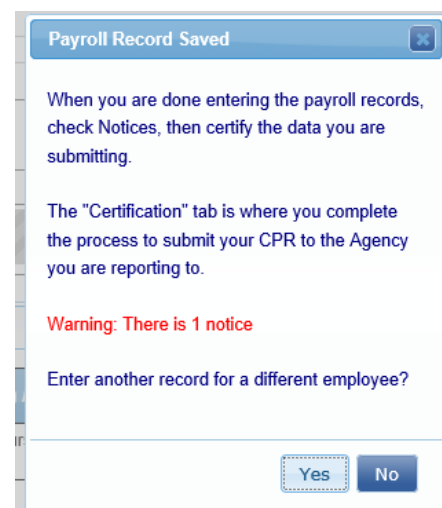 Payroll Record Saved
When you are done entering the payroll records,
check Notices, then certify the data you are
submitting.
The "Certification" tab is where you complete
the process to submit your CPR to the Agency
you are reporting to.
Warning: There is 1 notice
Enter another record for a different employee?
Yes No